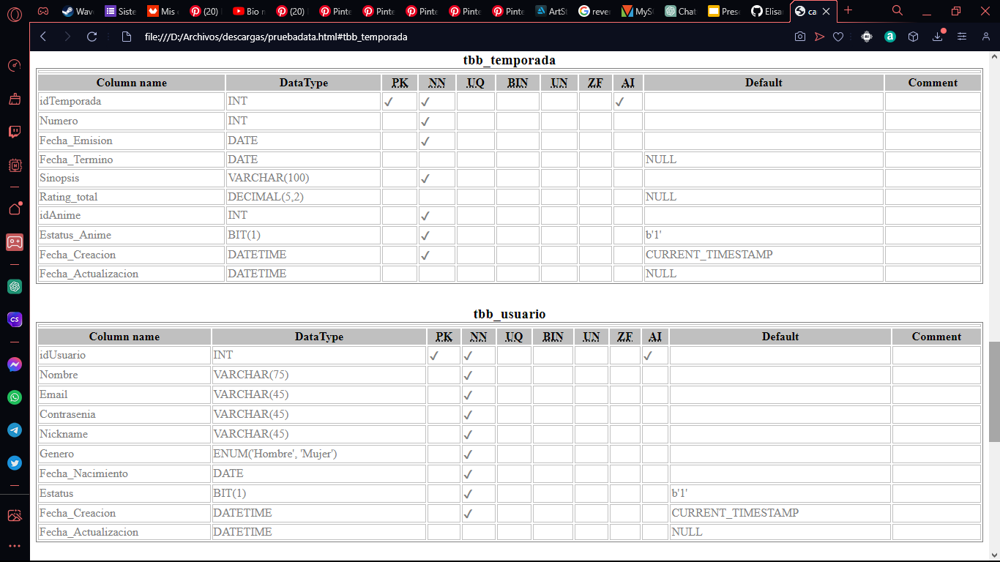 Wav
Siste
Mis
(20)
Bio n
(20)
Pinte
Pinte
Pinte
Pinte
Pinte
ArtSt
rever
MyS
Chat
Prese
Elisa
ca
file:///D:/Archivos/descargas/pruebadata.html#tbb_temporada
tbb_temporada
Column name DataType PK NN UQ BIN UN ZF AI Default Comment
idTemporada INT ✓ ✓ ✓
Numero INT ✓
Fecha_Emision DATE ✓
Fecha_Termino DATE NULL
Sinopsis VARCHAR(100) ✓
Rating_total DECIMAL(5,2) NULL
idAnime INT ✓
Estatus_Anime BIT(1) ✓ b'1'
Fecha_Creacion DATETIME ✓ CURRENT_TIMESTAMP
Fecha_Actualizacion DATETIME NULL
tbb_usuario
Column name DataType PK NN UQ BIN UN ZF AI Default Comment
idUsuario INT ✓ ✓ ✓
Nombre VARCHAR(75) ✓
Email VARCHAR(45) ✓
Contrasenia VARCHAR(45) ✓
Nickname VARCHAR(45) ✓
Genero ENUM('Hombre', 'Mujer') ✓
Fecha_Nacimiento DATE ✓
Estatus BIT(1) ✓ b'1'
Fecha_Creacion DATETIME ✓ CURRENT_TIMESTAMP
Fecha_Actualizacion DATETIME NULL